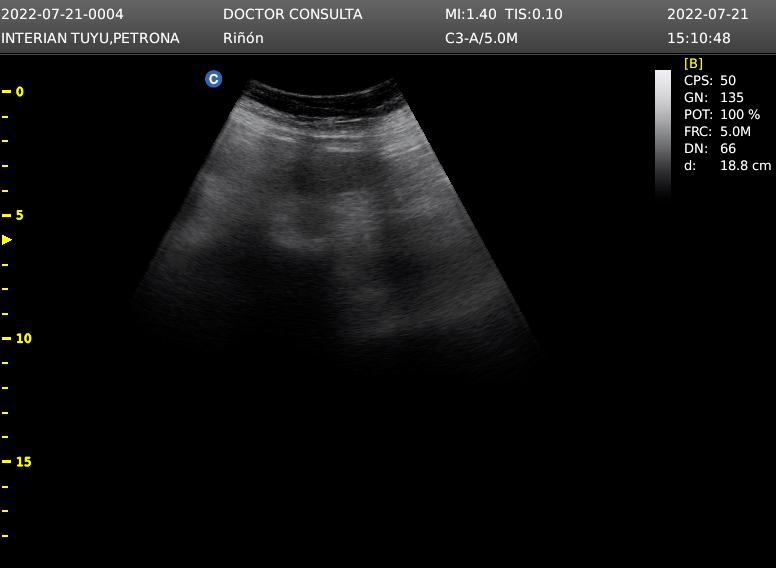 2022-07-21-0004 DOCTOR CONSULTA MI:1.40 TIS:0.10 2022-07-21
INTERIAN TUYU,PETRONA Riñón C3-A/5.0M 15:10:48
C
[B]
CPS: 50
GN: 135
POT: 100 %
FRC: 5.0M
DN: 66
d: 18.8 cm
0
5
10
15